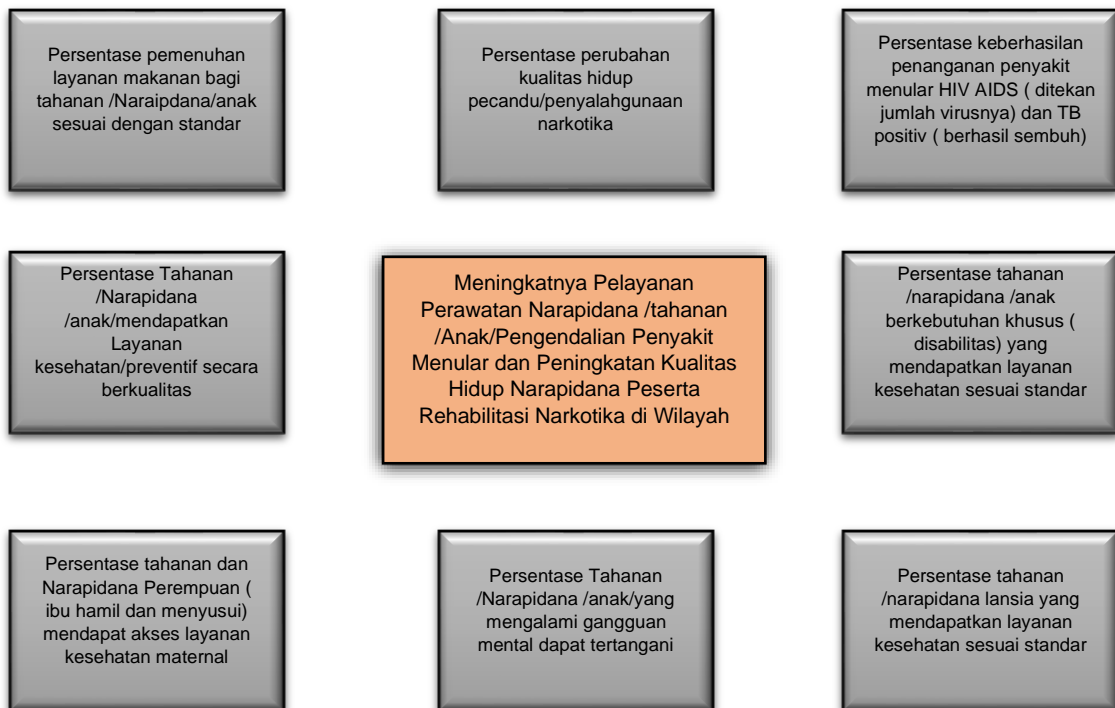 Persentase pemenuhan
layanan makanan bagi
tahanan /Naraipdana/anak
sesuai dengan standar
Persentase perubahan
kualitas hidup
pecandu/penyalahgunaan
narkotika
Persentase keberhasilan
penanganan penyakit
menular HIV AIDS ( ditekan
jumlah virusnya) dan TB
positiv ( berhasil sembuh)
Persentase Tahanan
/Narapidana
/anak/mendapatkan
Layanan
kesehatan/preventif secara
berkualitas
Meningkatnya Pelayanan
Perawatan Narapidana /tahanan
/Anak/Pengendalian Penyakit
Menular dan Peningkatan Kualitas
Hidup Narapidana Peserta
Rehabilitasi Narkotika di Wilayah
Persentase tahanan
/narapidana /anak
berkebutuhan khusus (
disabilitas) yang
mendapatkan layanan
kesehatan sesuai standar
Persentase tahanan dan
Narapidana Perempuan (
ibu hamil dan menyusui)
mendapat akses layanan
kesehatan maternal
Persentase Tahanan
/Narapidana /anak/yang
mengalami gangguan
mental dapat tertangani
Persentase tahanan
/narapidana lansia yang
mendapatkan layanan
kesehatan sesuai standar